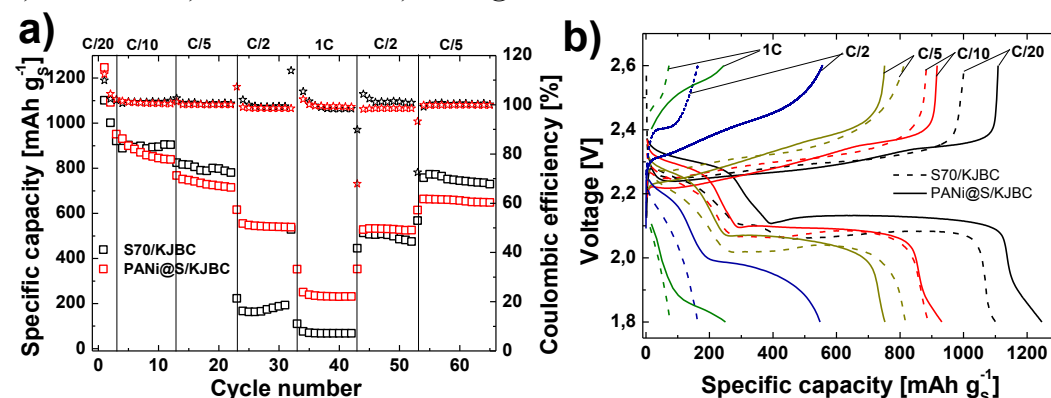 a)
C/20 C/10 C/5 C/2 1C C/2 C/5
Specific capacity [mAh g_S^-1]
1200
1000
800
600
400
200
0
S70/KJBC
PANi@S/KJBC
0 10 20 30 40 50 60
Cycle number
120
100
80
60
40
20
0
Coulombic efficiency [%]
b)
1C C/2 C/5 C/10 C/20
Voltage [V]
2,6
2,4
2,2
2,0
1,8
S70/KJBC
PANi@S/KJBC
0 200 400 600 800 1000 1200
Specific capacity [mAh g_S^-1]